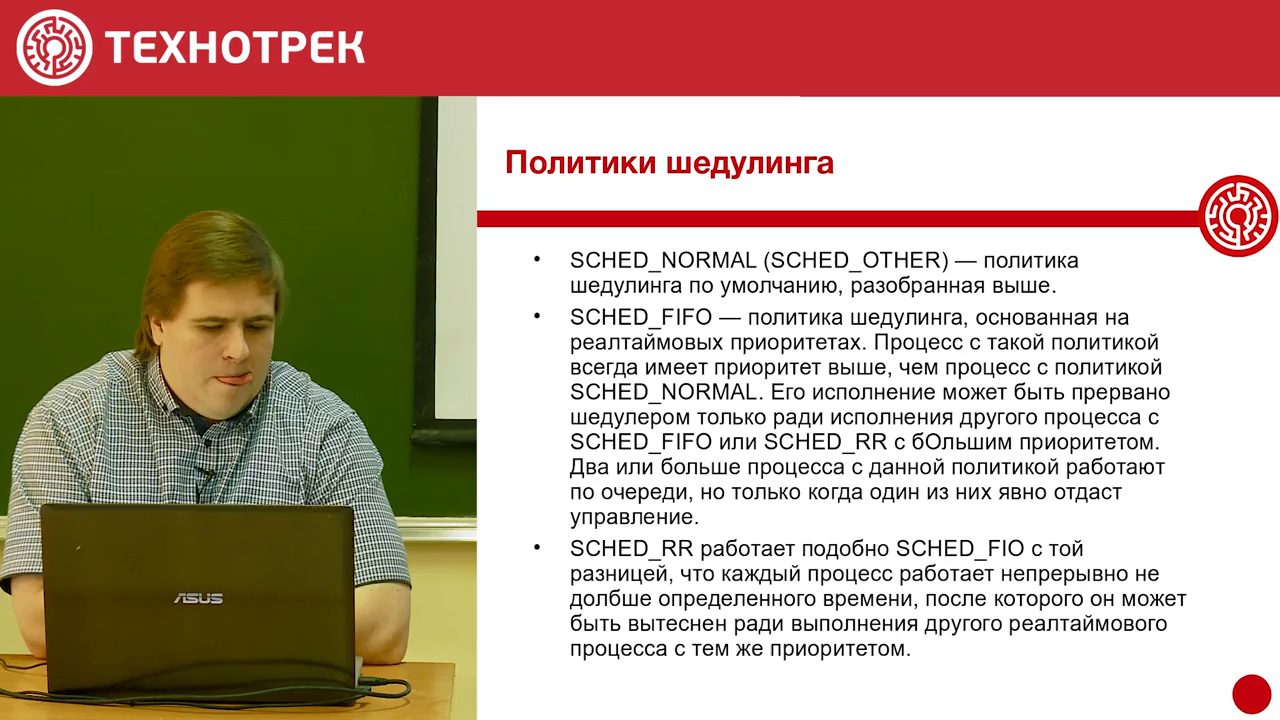 ТЕХНОТРЕК
Политики шедулинга
• SCHED_NORMAL (SCHED_OTHER) — политика
шедулинга по умолчанию, разобранная выше.
• SCHED_FIFO — политика шедулинга, основанная на
реалтаймовых приоритетах. Процесс с такой политикой
всегда имеет приоритет выше, чем процесс с политикой
SCHED_NORMAL. Его исполнение может быть прервано
шедулером только ради исполнения другого процесса с
SCHED_FIFO или SCHED_RR с бОльшим приоритетом.
Два или больше процесса с данной политикой работают
по очереди, но только когда один из них явно отдаст
управление.
• SCHED_RR работает подобно SCHED_FIO с той
разницей, что каждый процесс работает непрерывно не
долбше определенного времени, после которого он может
быть вытеснен ради выполнения другого реалтаймового
процесса с тем же приоритетом.
ASUS